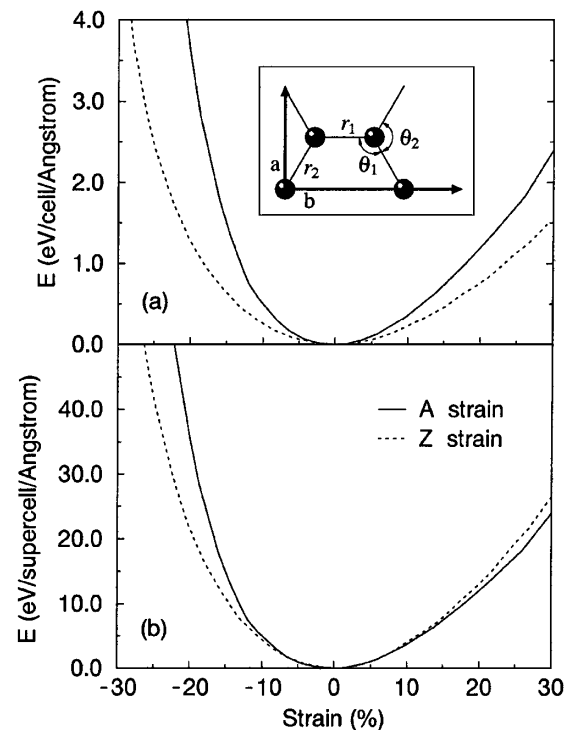 4.0
3.0
2.0
1.0
0.0
E (eV/cell/Angstrom)
(a)
a
b
r1
r2
θ1
θ2
40.0
30.0
20.0
10.0
0.0
E (eV/supercell/Angstrom)
(b)
A strain
Z strain
-30 -20 -10 0 10 20 30
Strain (%)